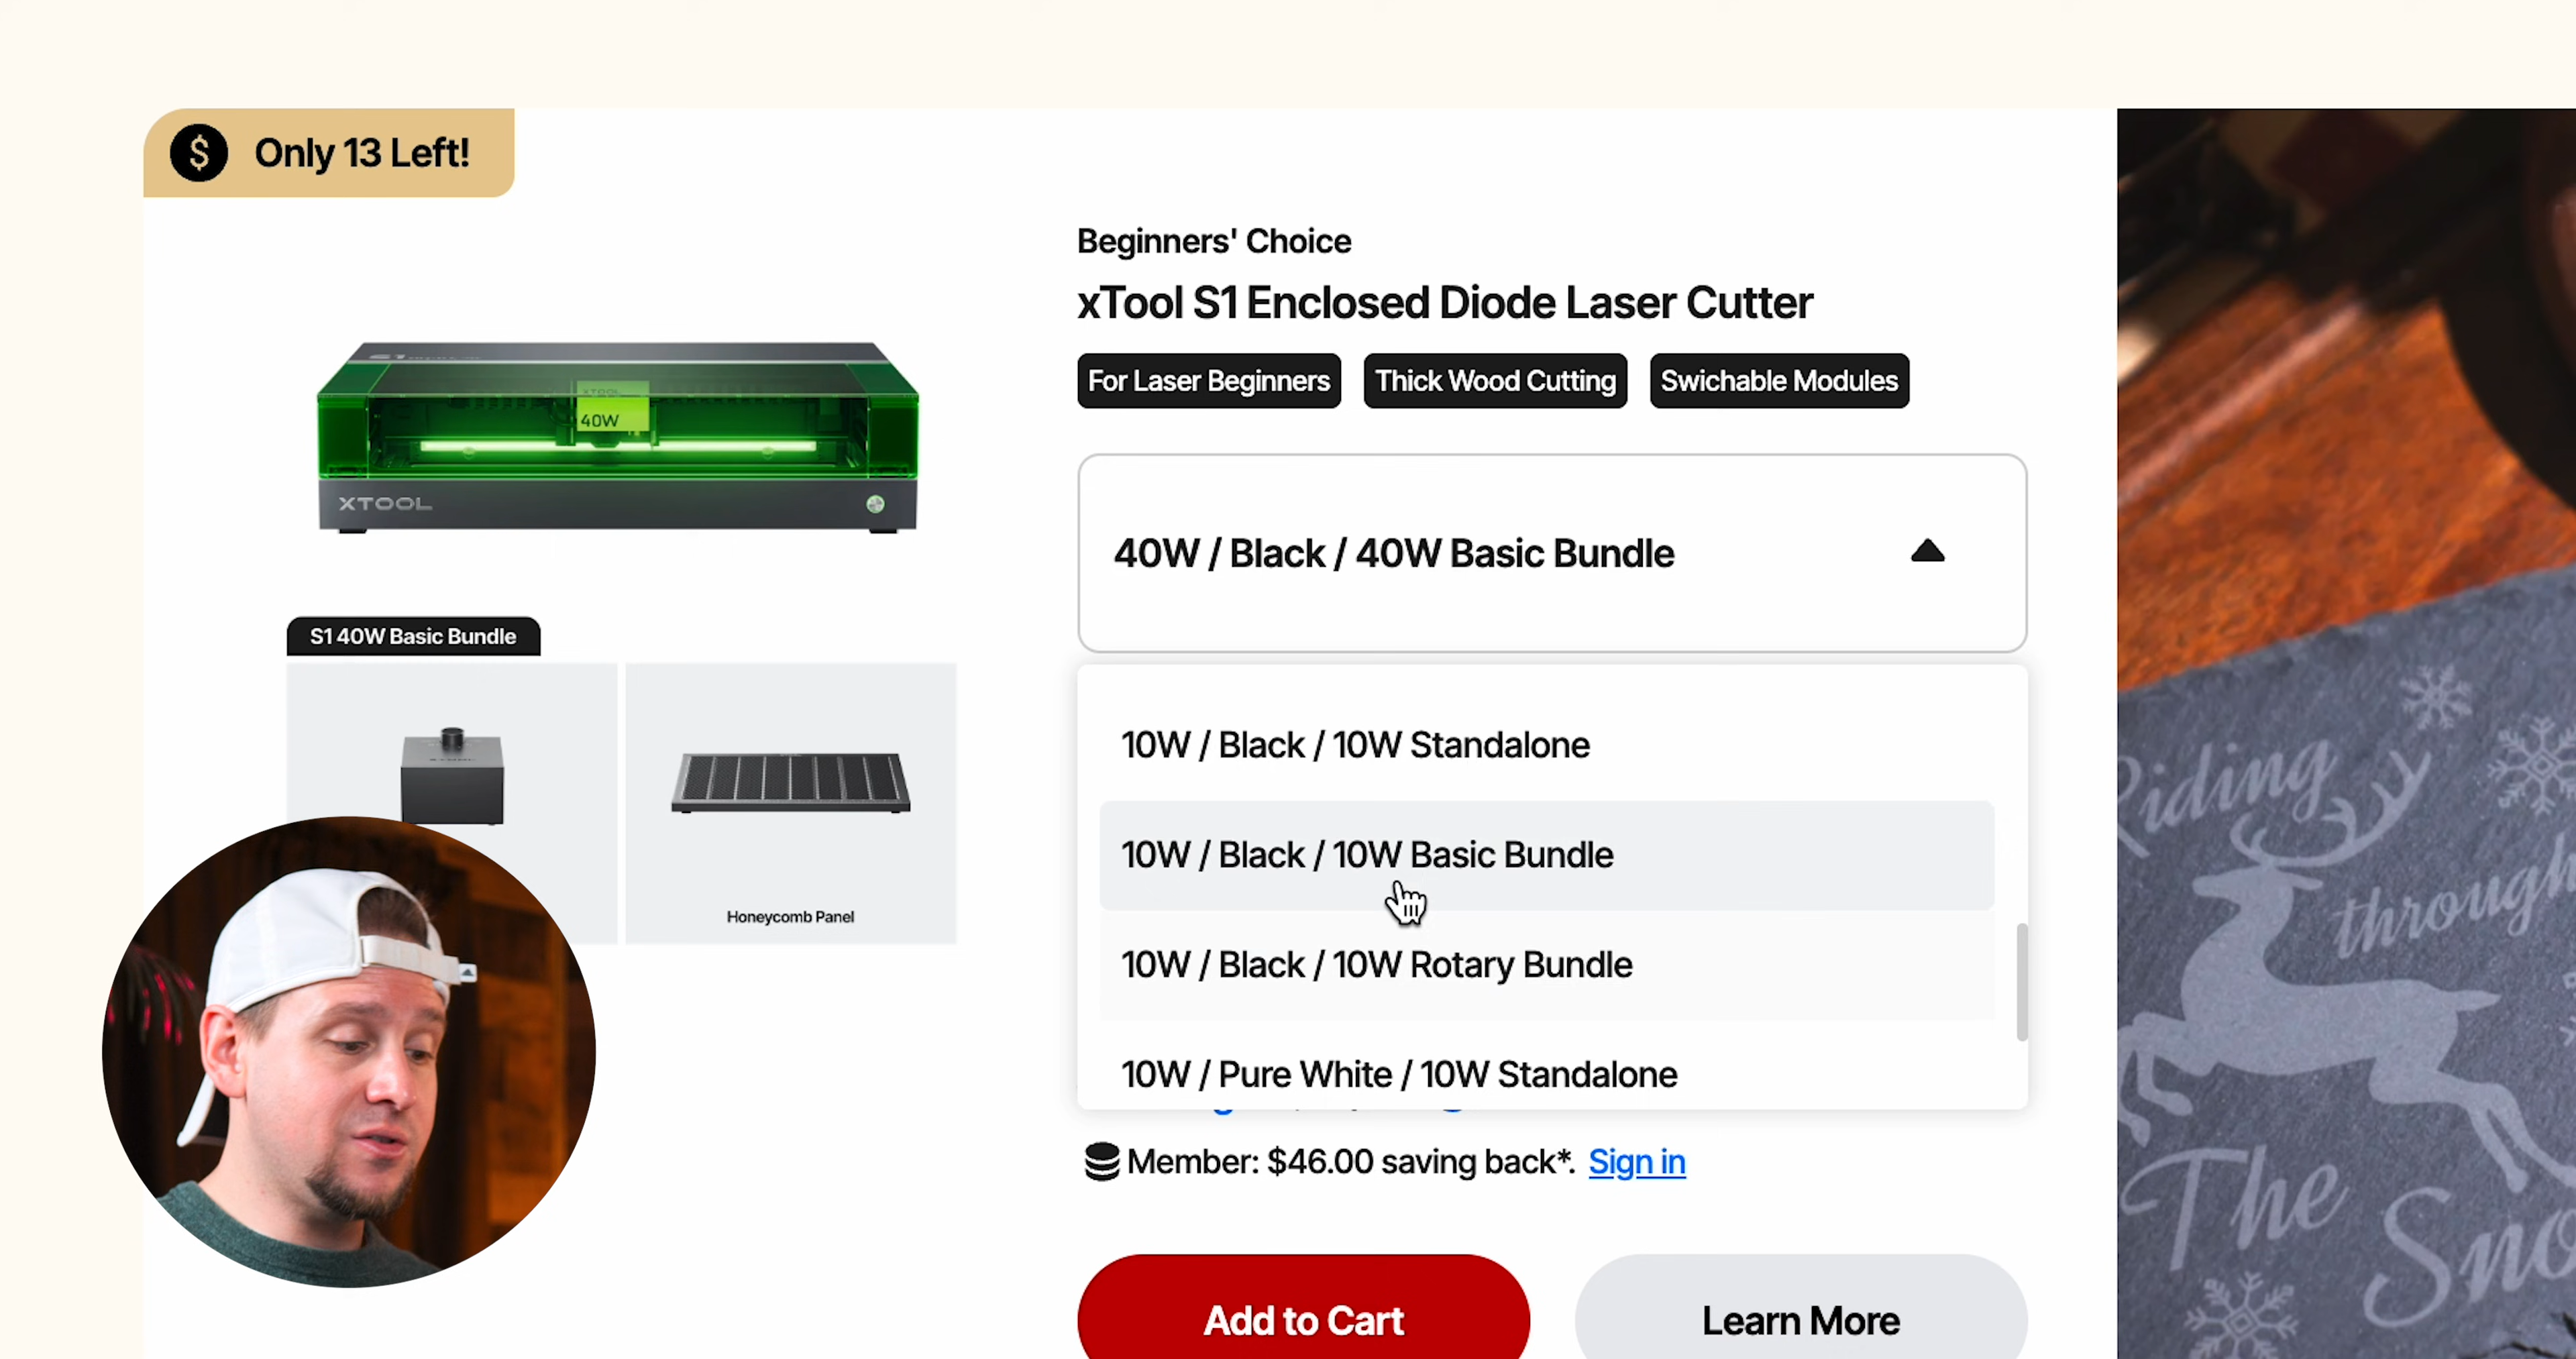 Only 13 Left!
Beginners' Choice
xTool S1 Enclosed Diode Laser Cutter
For Laser Beginners
Thick Wood Cutting
Swichable Modules
40W
XTOOL
40W / Black / 40W Basic Bundle
S1 40W Basic Bundle
Honeycomb Panel
10W / Black / 10W Standalone
10W / Black / 10W Basic Bundle
10W / Black / 10W Rotary Bundle
10W / Pure White / 10W Standalone
Member: $46.00 saving back*. Sign in
Add to Cart
Learn More
Riding
through
The